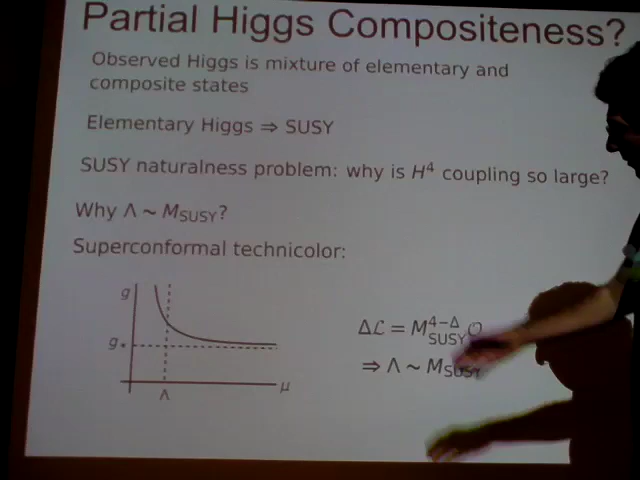 Partial Higgs Compositeness?
Observed Higgs is mixture of elementary and
composite states
Elementary Higgs ⇒ SUSY
SUSY naturalness problem: why is H⁴ coupling so large?
Why Λ ~ M_SUSY?
Superconformal technicolor:
g
g*
Λ
μ
Δℒ = M_SUSY^{4-Δ} 𝒪
⇒ Λ ~ M_SUSY